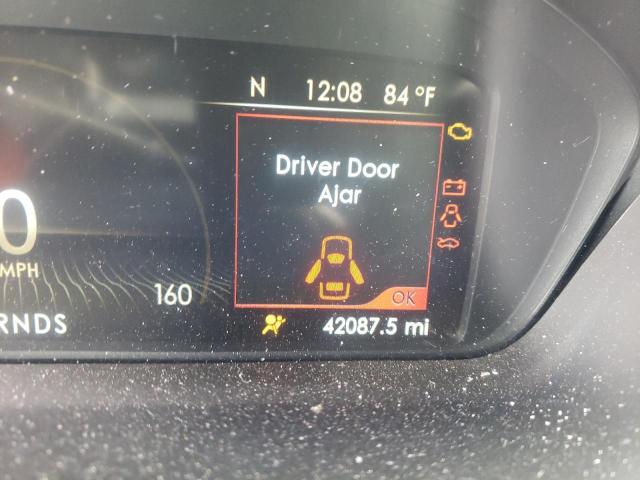 N 12:08 84 °F
Driver Door
Ajar
0
MPH
160
OK
RNDS
42087.5 mi